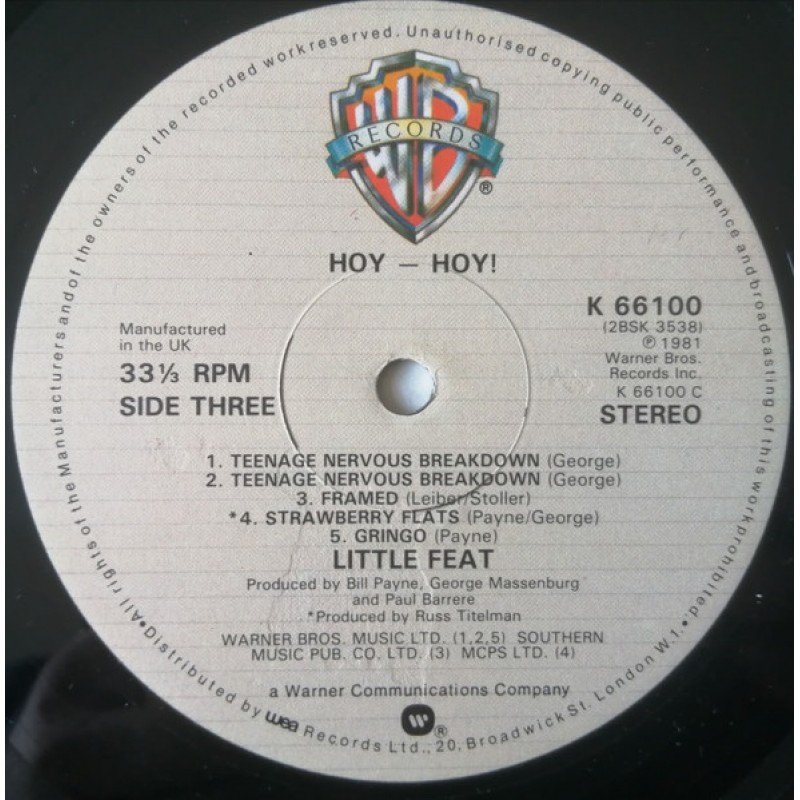 •All rights of the Manufacturers and of the owners of the recorded work reserved. Unauthorised copying public performance and broadcasting of this work prohibited.
WB
RECORDS
®
HOY – HOY!
Manufactured
in the UK
33⅓ RPM
SIDE THREE
K 66100
(2BSK 3538)
℗ 1981
Warner Bros.
Records Inc.
K 66100 C
STEREO
1. TEENAGE NERVOUS BREAKDOWN (George)
2. TEENAGE NERVOUS BREAKDOWN (George)
3. FRAMED (Leiber/Stoller)
*4. STRAWBERRY FLATS (Payne/George)
5. GRINGO (Payne)
LITTLE FEAT
Produced by Bill Payne, George Massenburg
and Paul Barrere
*Produced by Russ Titelman
WARNER BROS. MUSIC LTD. (1,2,5) SOUTHERN
MUSIC PUB. CO. LTD. (3) MCPS LTD. (4)
a Warner Communications Company
W ®
•Distributed by wea Records Ltd., 20, Broadwick St. London W.1.•